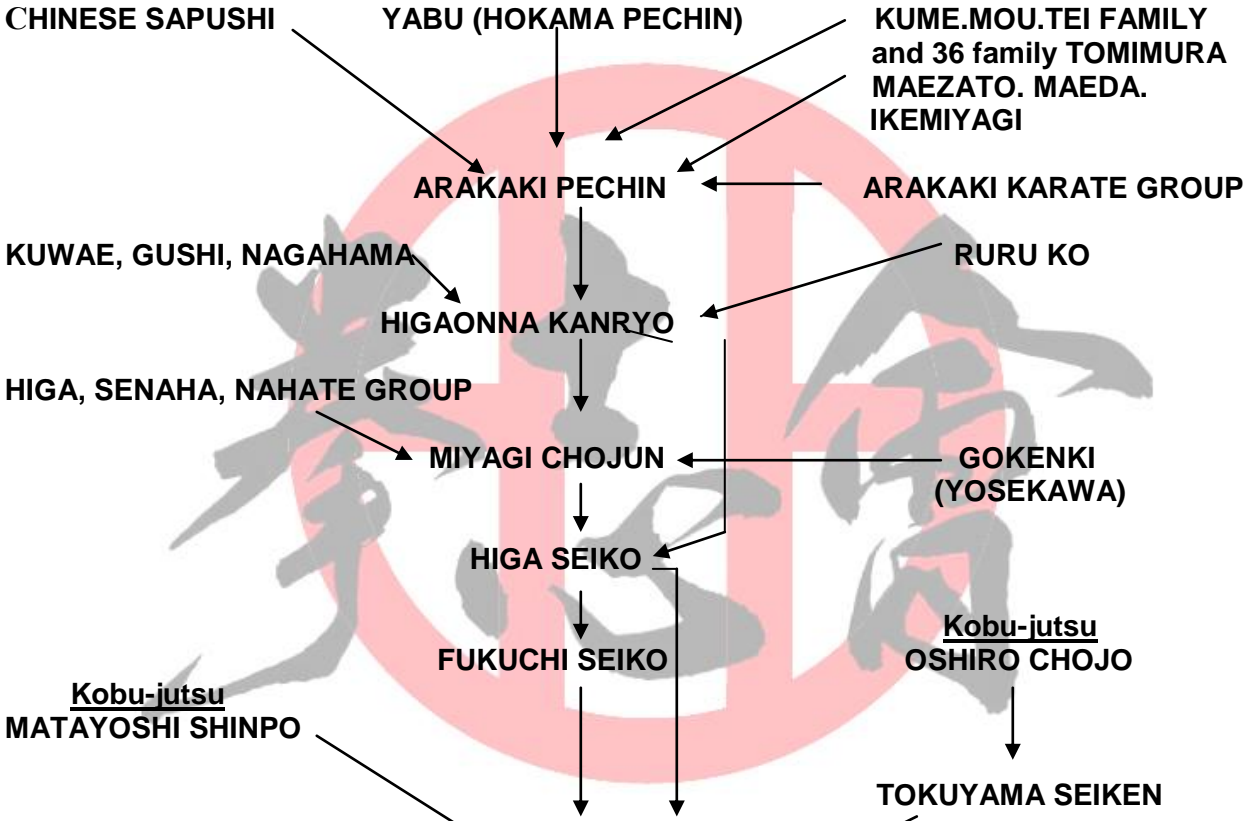 CHINESE SAPUSHI
YABU (HOKAMA PECHIN)
KUME.MOU.TEI FAMILY
and 36 family TOMIMURA
MAEZATO. MAEDA.
IKEMIYAGI
ARAKAKI PECHIN
ARAKAKI KARATE GROUP
KUWAE, GUSHI, NAGAHAMA
RURU KO
HIGAONNA KANRYO
HIGA, SENAHA, NAHATE GROUP
MIYAGI CHOJUN
GOKENKI
(YOSEKAWA)
HIGA SEIKO
FUKUCHI SEIKO
Kobu-jutsu
OSHIRO CHOJO
Kobu-jutsu
MATAYOSHI SHINPO
TOKUYAMA SEIKEN